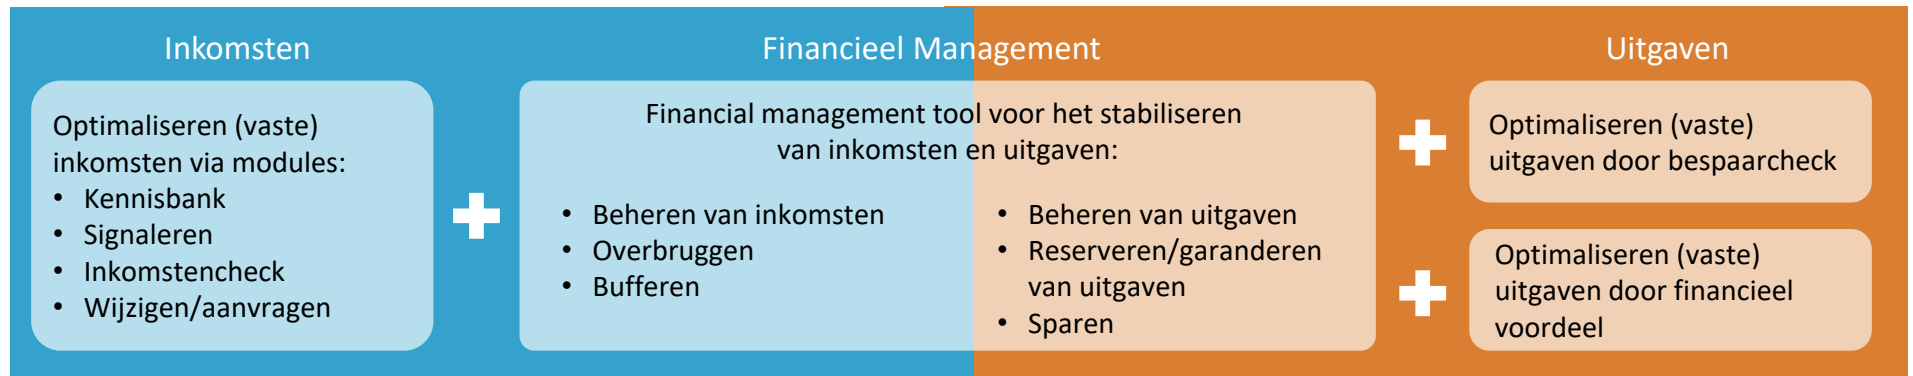 Inkomsten
Optimaliseren (vaste)
inkomsten via modules:
• Kennisbank
• Signaleren
• Inkomstencheck
• Wijzigen/aanvragen
Financieel Management
Financial management tool voor het stabiliseren
van inkomsten en uitgaven:
• Beheren van inkomsten
• Overbruggen
• Bufferen
• Beheren van uitgaven
• Reserveren/garanderen
van uitgaven
• Sparen
Uitgaven
Optimaliseren (vaste)
uitgaven door bespaarcheck
Optimaliseren (vaste)
uitgaven door financieel
voordeel